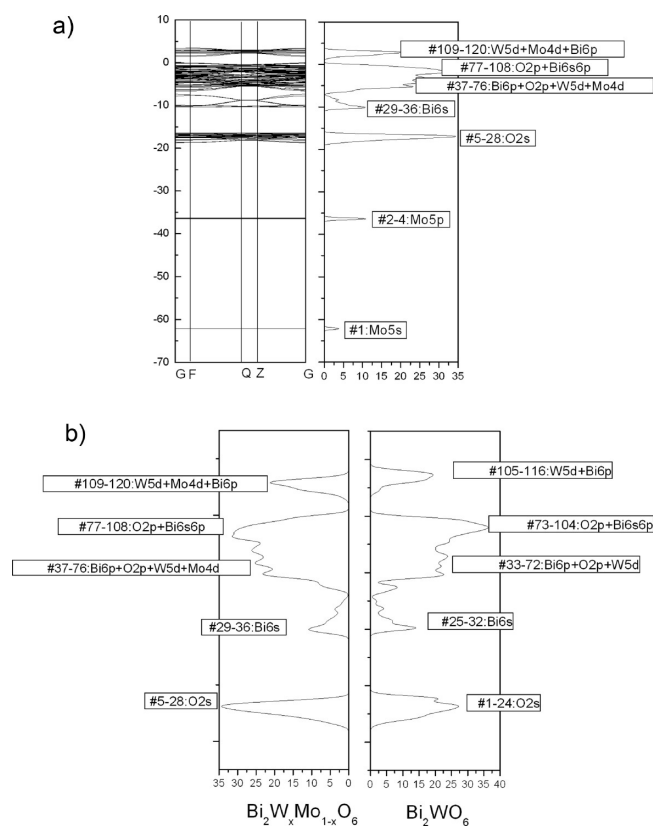 a)
10
0
-10
-20
-30
-40
-50
-60
-70
G F Q Z G
0 5 10 15 20 25 30 35
#109-120:W5d+Mo4d+Bi6p
#77-108:O2p+Bi6s6p
#37-76:Bi6p+O2p+W5d+Mo4d
#29-36:Bi6s
#5-28:O2s
#2-4:Mo5p
#1:Mo5s
b)
#109-120:W5d+Mo4d+Bi6p
#77-108:O2p+Bi6s6p
#37-76:Bi6p+O2p+W5d+Mo4d
#29-36:Bi6s
#5-28:O2s
35 30 25 20 15 10 5 0
Bi₂WₓMo₁₋ₓO₆
#105-116:W5d+Bi6p
#73-104:O2p+Bi6s6p
#33-72:Bi6p+O2p+W5d
#25-32:Bi6s
#1-24:O2s
0 5 10 15 20 25 30 35 40
Bi₂WO₆